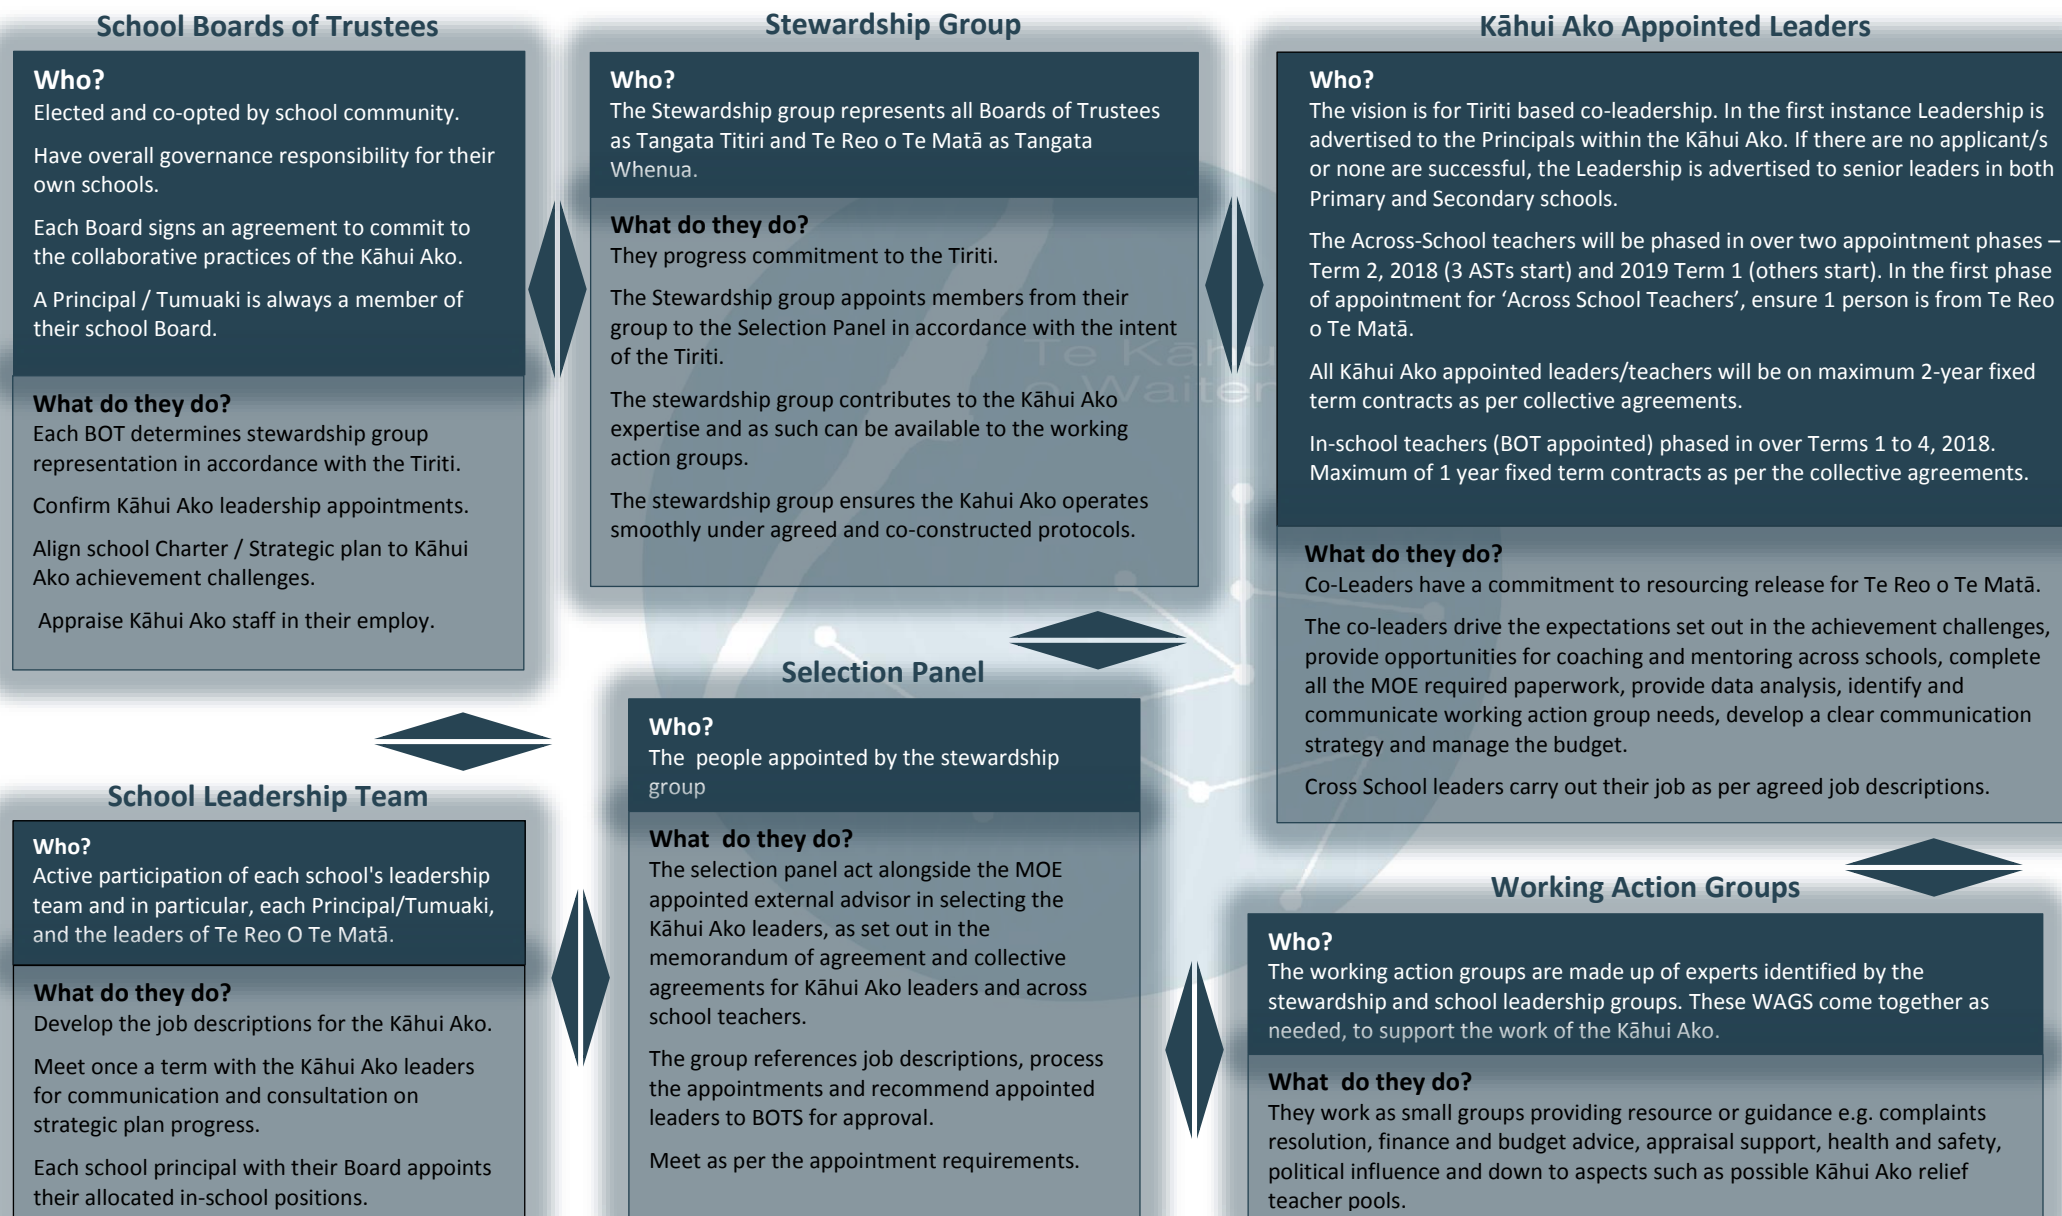 School Boards of Trustees
Who?
Elected and co-opted by school community.
Have overall governance responsibility for their
own schools.
Each Board signs an agreement to commit to
the collaborative practices of the Kāhui Ako.
A Principal / Tumuaki is always a member of
their school Board.
What do they do?
Each BOT determines stewardship group
representation in accordance with the Tiriti.
Confirm Kāhui Ako leadership appointments.
Align school Charter / Strategic plan to Kāhui
Ako achievement challenges.
Appraise Kāhui Ako staff in their employ.
Stewardship Group
Who?
The Stewardship group represents all Boards of Trustees
as Tangata Titiri and Te Reo o Te Matā as Tangata
Whenua.
What do they do?
They progress commitment to the Tiriti.
The Stewardship group appoints members from their
group to the Selection Panel in accordance with the intent
of the Tiriti.
The stewardship group contributes to the Kāhui Ako
expertise and as such can be available to the working
action groups.
The stewardship group ensures the Kahui Ako operates
smoothly under agreed and co-constructed protocols.
Kāhui Ako Appointed Leaders
Who?
The vision is for Tiriti based co-leadership. In the first instance Leadership is
advertised to the Principals within the Kāhui Ako. If there are no applicant/s
or none are successful, the Leadership is advertised to senior leaders in both
Primary and Secondary schools.
The Across-School teachers will be phased in over two appointment phases –
Term 2, 2018 (3 ASTs start) and 2019 Term 1 (others start). In the first phase
of appointment for ‘Across School Teachers’, ensure 1 person is from Te Reo
o Te Matā.
All Kāhui Ako appointed leaders/teachers will be on maximum 2-year fixed
term contracts as per collective agreements.
In-school teachers (BOT appointed) phased in over Terms 1 to 4, 2018.
Maximum of 1 year fixed term contracts as per the collective agreements.
What do they do?
Co-Leaders have a commitment to resourcing release for Te Reo o Te Matā.
The co-leaders drive the expectations set out in the achievement challenges,
provide opportunities for coaching and mentoring across schools, complete
all the MOE required paperwork, provide data analysis, identify and
communicate working action group needs, develop a clear communication
strategy and manage the budget.
Cross School leaders carry out their job as per agreed job descriptions.
School Leadership Team
Who?
Active participation of each school's leadership
team and in particular, each Principal/Tumuaki,
and the leaders of Te Reo O Te Matā.
What do they do?
Develop the job descriptions for the Kāhui Ako.
Meet once a term with the Kāhui Ako leaders
for communication and consultation on
strategic plan progress.
Each school principal with their Board appoints
their allocated in-school positions.
Selection Panel
Who?
The people appointed by the stewardship
group
What do they do?
The selection panel act alongside the MOE
appointed external advisor in selecting the
Kāhui Ako leaders, as set out in the
memorandum of agreement and collective
agreements for Kāhui Ako leaders and across
school teachers.
The group references job descriptions, process
the appointments and recommend appointed
leaders to BOTS for approval.
Meet as per the appointment requirements.
Working Action Groups
Who?
The working action groups are made up of experts identified by the
stewardship and school leadership groups. These WAGS come together as
needed, to support the work of the Kāhui Ako.
What do they do?
They work as small groups providing resource or guidance e.g. complaints
resolution, finance and budget advice, appraisal support, health and safety,
political influence and down to aspects such as possible Kāhui Ako relief
teacher pools.